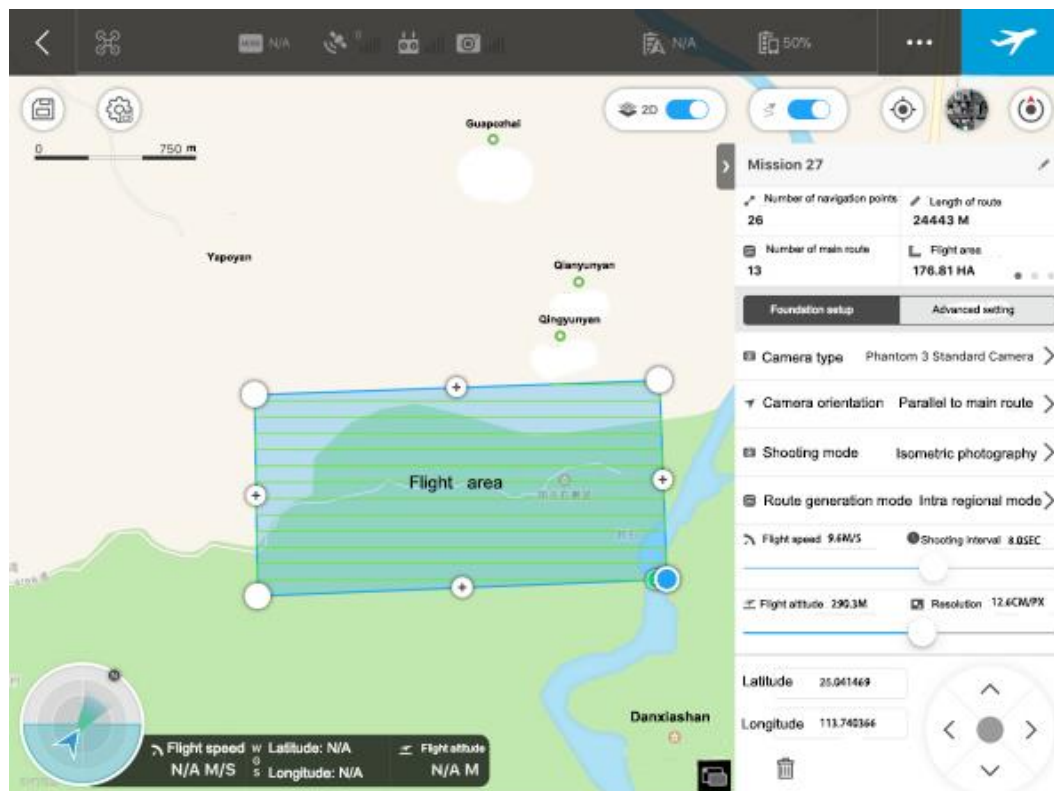 N/A
N/A
50%
2D
0 750 m
Guapozhai
Yapoyan
Qianyunyan
Qingyunyan
Flight area
Danxiashan
Mission 27
Number of navigation points
26
Length of route
24443 M
Number of main route
13
Flight area
176.81 HA
Foundation setup
Advanced setting
Camera type Phantom 3 Standard Camera
Camera orientation Parallel to main route
Shooting mode Isometric photography
Route generation mode Intra regional mode
Flight speed 9.6M/S
Shooting interval 8.0SEC
Flight altitude 290.3M
Resolution 12.6CM/PX
Latitude 25.041469
Longitude 113.740366
Flight speed
N/A M/S
W
G
S
Latitude: N/A
Longitude: N/A
Flight altitude
N/A M